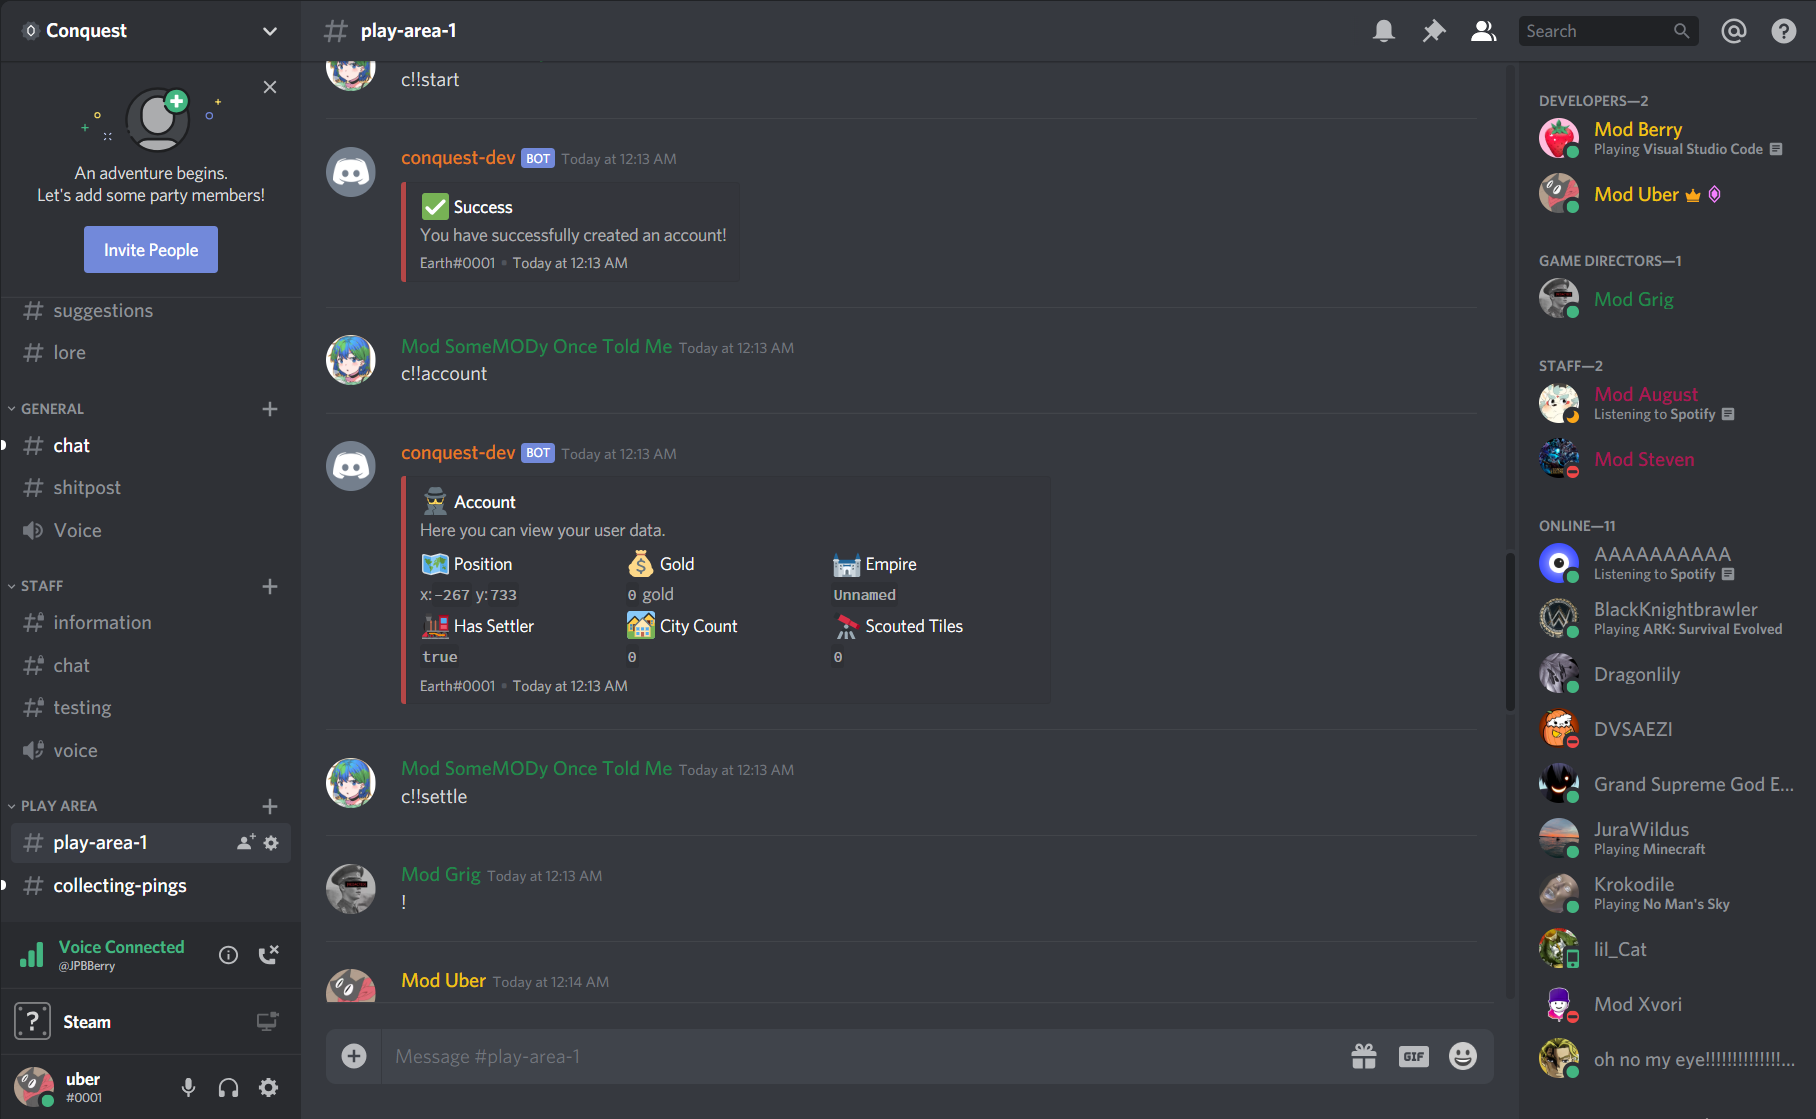 Conquest
An adventure begins.
Let's add some party members!
Invite People
suggestions
lore
GENERAL
chat
shitpost
Voice
STAFF
information
chat
testing
voice
PLAY AREA
play-area-1
collecting-pings
Voice Connected
@JPBBerry
?
Steam
uber
#0001
play-area-1
Search
c!!start
conquest-dev BOT Today at 12:13 AM
Success
You have successfully created an account!
Earth#0001 • Today at 12:13 AM
Mod SomeMODy Once Told Me Today at 12:13 AM
c!!account
conquest-dev BOT Today at 12:13 AM
Account
Here you can view your user data.
Position Gold Empire
x:-267 y:733 0 gold Unnamed
Has Settler City Count Scouted Tiles
true 0 0
Earth#0001 • Today at 12:13 AM
Mod SomeMODy Once Told Me Today at 12:13 AM
c!!settle
Mod Grig Today at 12:13 AM
!
Mod Uber Today at 12:14 AM
Message #play-area-1
GIF
DEVELOPERS—2
Mod Berry
Playing Visual Studio Code
Mod Uber
GAME DIRECTORS—1
Mod Grig
STAFF—2
Mod August
Listening to Spotify
Mod Steven
ONLINE—11
AAAAAAAAAA
Listening to Spotify
BlackKnightbrawler
Playing ARK: Survival Evolved
Dragonlily
DVSAEZI
Grand Supreme God E...
JuraWildus
Playing Minecraft
Krokodile
Playing No Man's Sky
lil_Cat
Mod Xvori
oh no my eye!!!!!!!!!!!!!!...